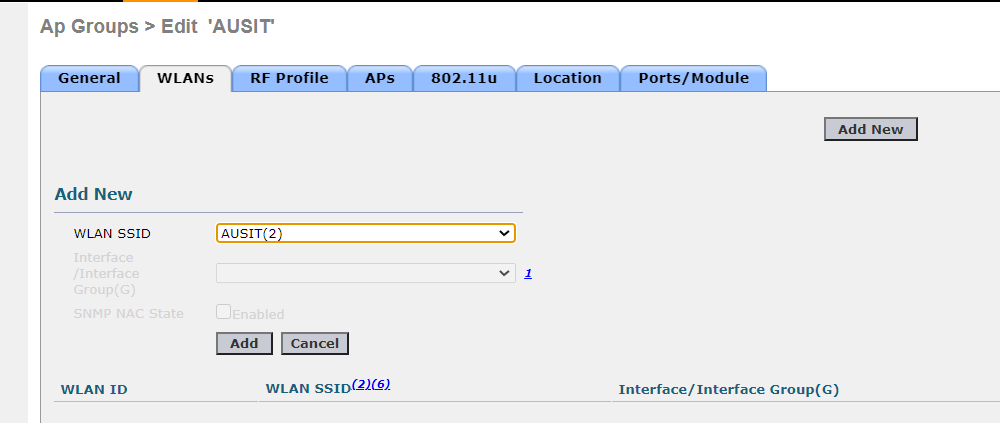 Ap Groups > Edit 'AUSIT'
General WLANs RF Profile APs 802.11u Location Ports/Module
Add New
Add New
WLAN SSID AUSIT(2)
Interface
/Interface 1
Group(G)
SNMP NAC State Enabled
Add Cancel
WLAN ID WLAN SSID(2)(6) Interface/Interface Group(G)